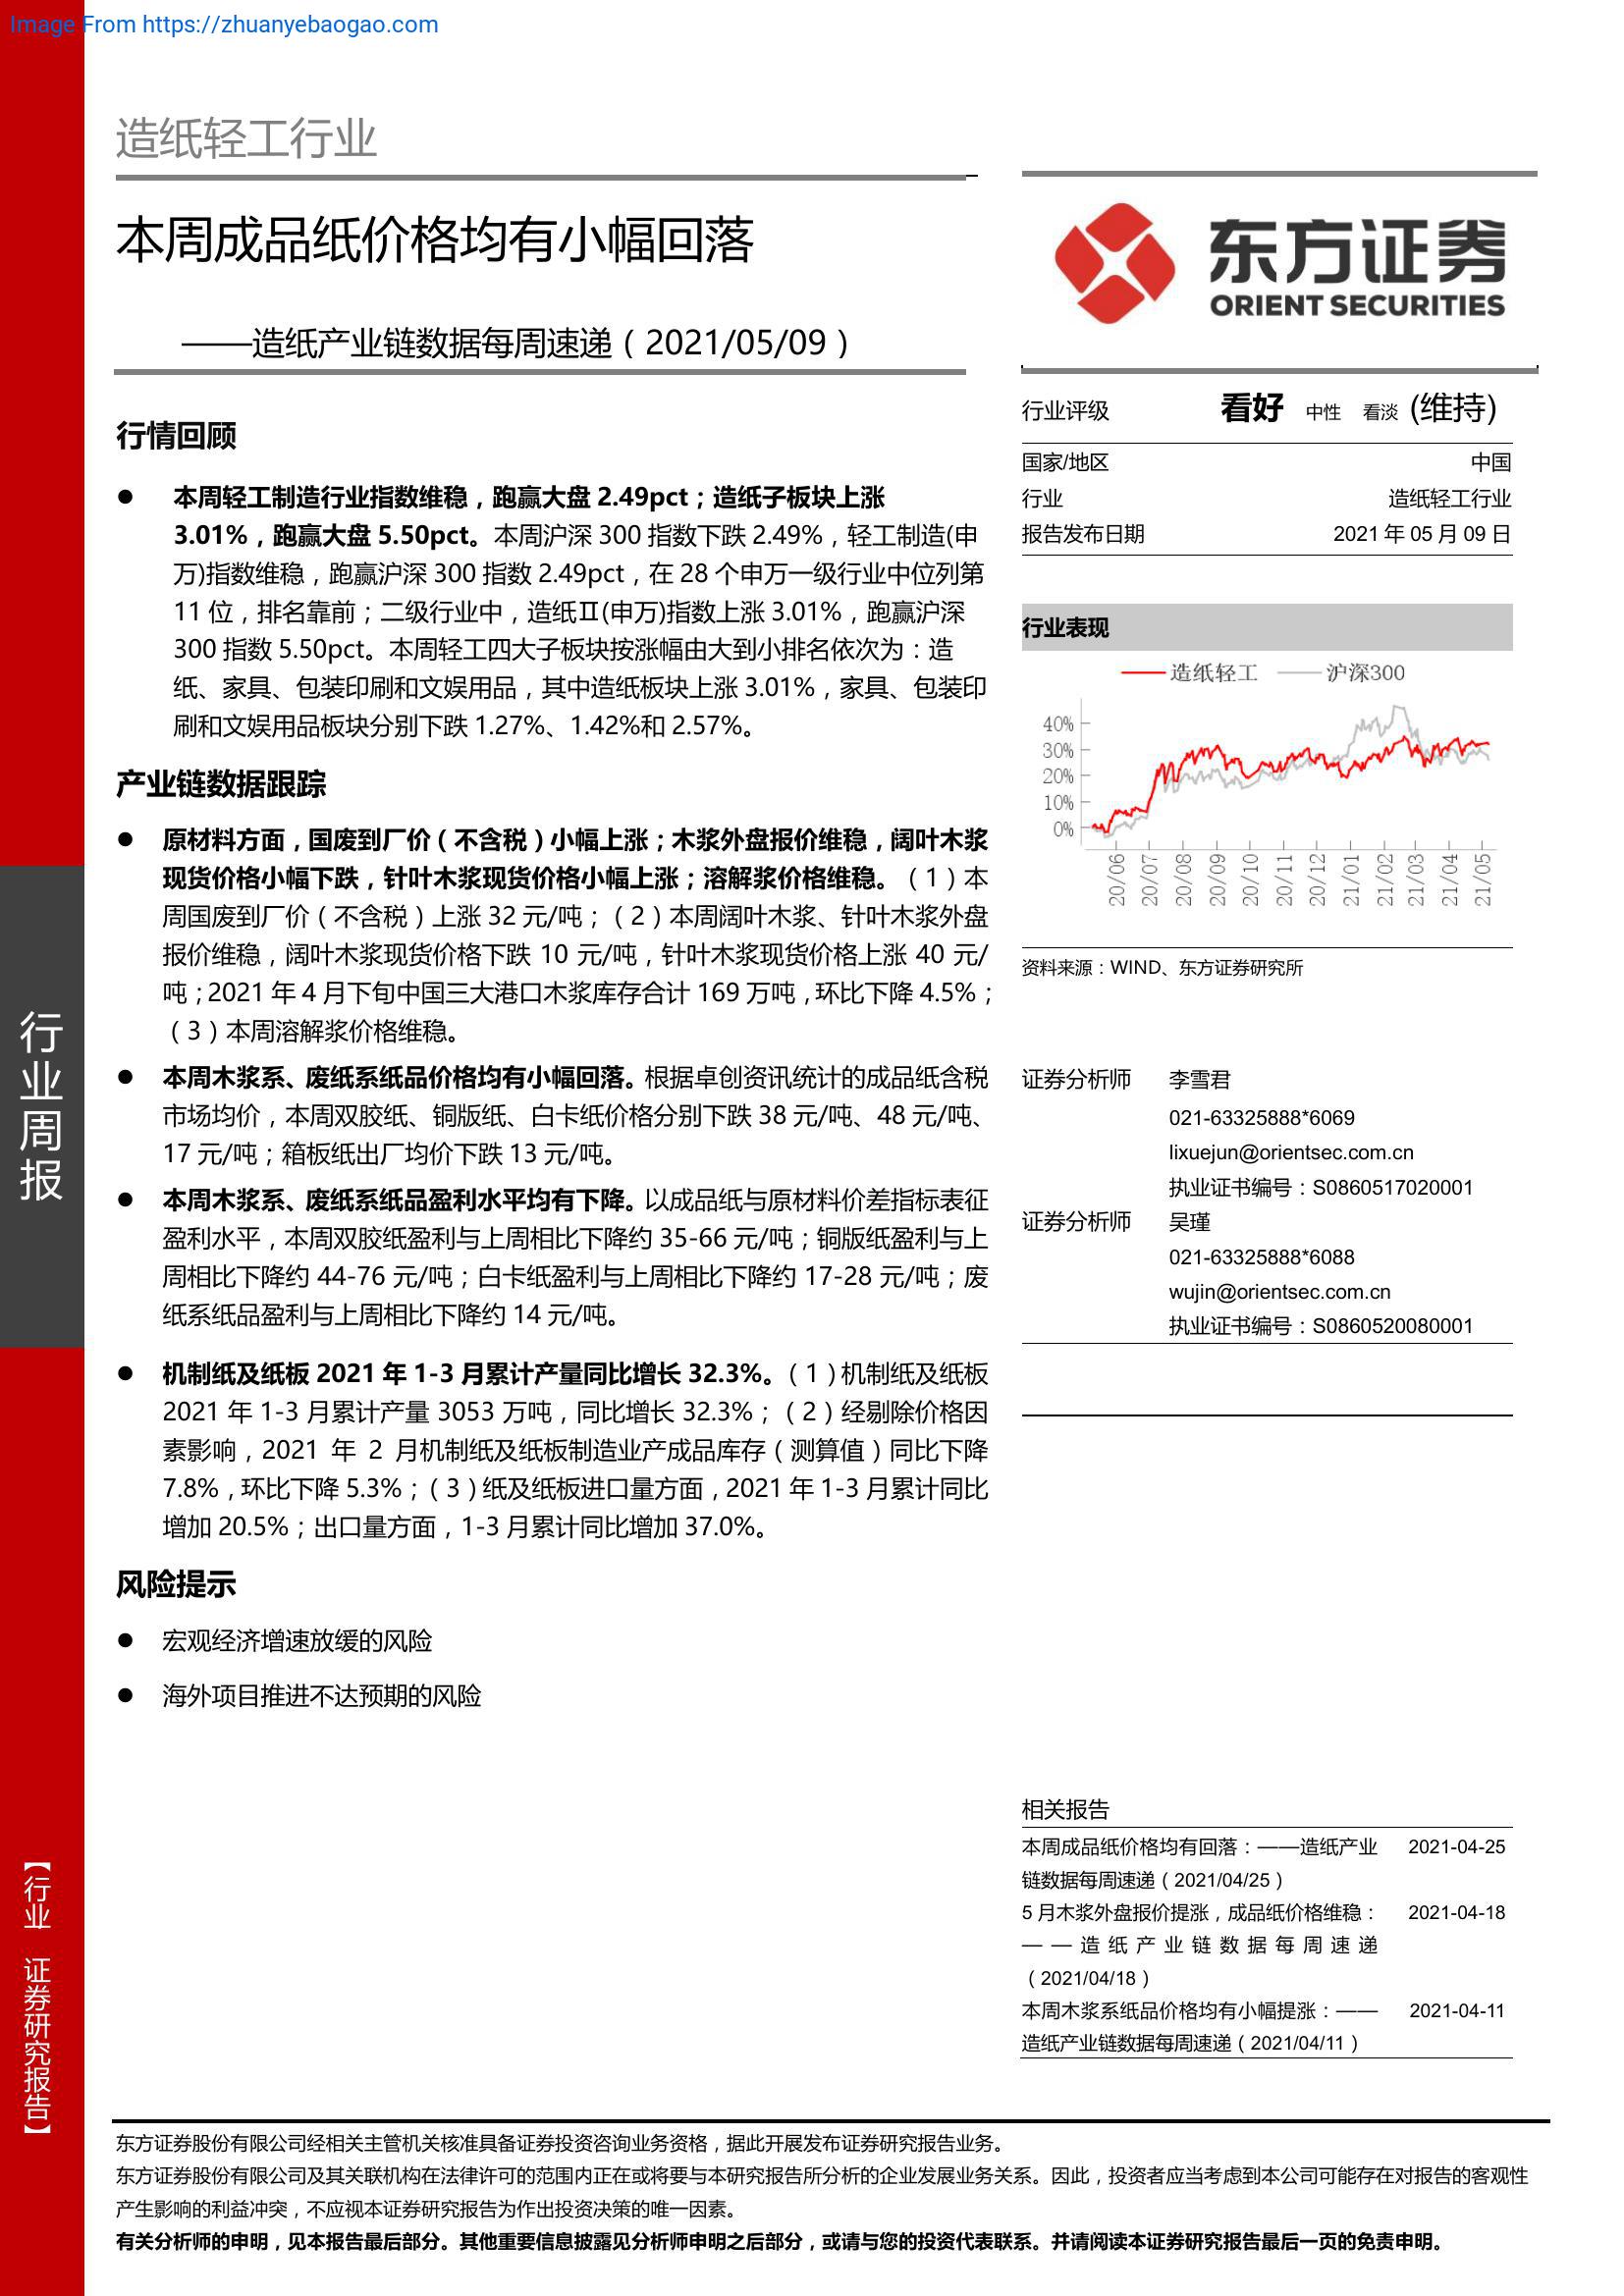 Image From https://zhuanyebaogao.com
造纸轻工行业
本周成品纸价格均有小幅回落
——造纸产业链数据每周速递（2021/05/09）
行情回顾
● 本周轻工制造行业指数维稳，跑赢大盘 2.49pct；造纸子板块上涨
3.01%，跑赢大盘 5.50pct。本周沪深 300 指数下跌 2.49%，轻工制造(申
万)指数维稳，跑赢沪深 300 指数 2.49pct，在 28 个申万一级行业中位列第
11 位，排名靠前；二级行业中，造纸Ⅱ(申万)指数上涨 3.01%，跑赢沪深
300 指数 5.50pct。本周轻工四大子板块按涨幅由大到小排名依次为：造
纸、家具、包装印刷和文娱用品，其中造纸板块上涨 3.01%，家具、包装印
刷和文娱用品板块分别下跌 1.27%、1.42%和 2.57%。
产业链数据跟踪
● 原材料方面，国废到厂价（不含税）小幅上涨；木浆外盘报价维稳，阔叶木浆
现货价格小幅下跌，针叶木浆现货价格小幅上涨；溶解浆价格维稳。（1）本
周国废到厂价（不含税）上涨 32 元/吨；（2）本周阔叶木浆、针叶木浆外盘
报价维稳，阔叶木浆现货价格下跌 10 元/吨，针叶木浆现货价格上涨 40 元/
吨；2021 年 4 月下旬中国三大港口木浆库存合计 169 万吨，环比下降 4.5%；
（3）本周溶解浆价格维稳。
● 本周木浆系、废纸系纸品价格均有小幅回落。根据卓创资讯统计的成品纸含税
市场均价，本周双胶纸、铜版纸、白卡纸价格分别下跌 38 元/吨、48 元/吨、
17 元/吨；箱板纸出厂均价下跌 13 元/吨。
● 本周木浆系、废纸系纸品盈利水平均有下降。以成品纸与原材料价差指标表征
盈利水平，本周双胶纸盈利与上周相比下降约 35-66 元/吨；铜版纸盈利与上
周相比下降约 44-76 元/吨；白卡纸盈利与上周相比下降约 17-28 元/吨；废
纸系纸品盈利与上周相比下降约 14 元/吨。
● 机制纸及纸板 2021 年 1-3 月累计产量同比增长 32.3%。（1）机制纸及纸板
2021 年 1-3 月累计产量 3053 万吨，同比增长 32.3%；（2）经剔除价格因
素影响，2021 年 2 月机制纸及纸板制造业产成品库存（测算值）同比下降
7.8%，环比下降 5.3%；（3）纸及纸板进口量方面，2021 年 1-3 月累计同比
增加 20.5%；出口量方面，1-3 月累计同比增加 37.0%。
风险提示
● 宏观经济增速放缓的风险
● 海外项目推进不达预期的风险
东方证券
ORIENT SECURITIES
行业评级 看好 中性 看淡 (维持)
国家/地区 中国
行业 造纸轻工行业
报告发布日期 2021 年 05 月 09 日
行业表现
造纸轻工 沪深300
40%
30%
20%
10%
0%
20/06 20/07 20/08 20/09 20/10 20/11 20/12 21/01 21/02 21/03 21/04 21/05
资料来源：WIND、东方证券研究所
证券分析师 李雪君
021-63325888*6069
lixuejun@orientsec.com.cn
执业证书编号：S0860517020001
证券分析师 吴瑾
021-63325888*6088
wujin@orientsec.com.cn
执业证书编号：S0860520080001
相关报告
本周成品纸价格均有回落：——造纸产业 2021-04-25
链数据每周速递（2021/04/25）
5 月木浆外盘报价提涨，成品纸价格维稳： 2021-04-18
——造纸产业链数据每周速递
（2021/04/18）
本周木浆系纸品价格均有小幅提涨：—— 2021-04-11
造纸产业链数据每周速递（2021/04/11）
行业周报
【行业 证券研究报告】
东方证券股份有限公司经相关主管机关核准具备证券投资咨询业务资格，据此开展发布证券研究报告业务。
东方证券股份有限公司及其关联机构在法律许可的范围内正在或将要与本研究报告所分析的企业发展业务关系。因此，投资者应当考虑到本公司可能存在对报告的客观性
产生影响的利益冲突，不应视本证券研究报告为作出投资决策的唯一因素。
有关分析师的申明，见本报告最后部分。其他重要信息披露见分析师申明之后部分，或请与您的投资代表联系。并请阅读本证券研究报告最后一页的免责申明。